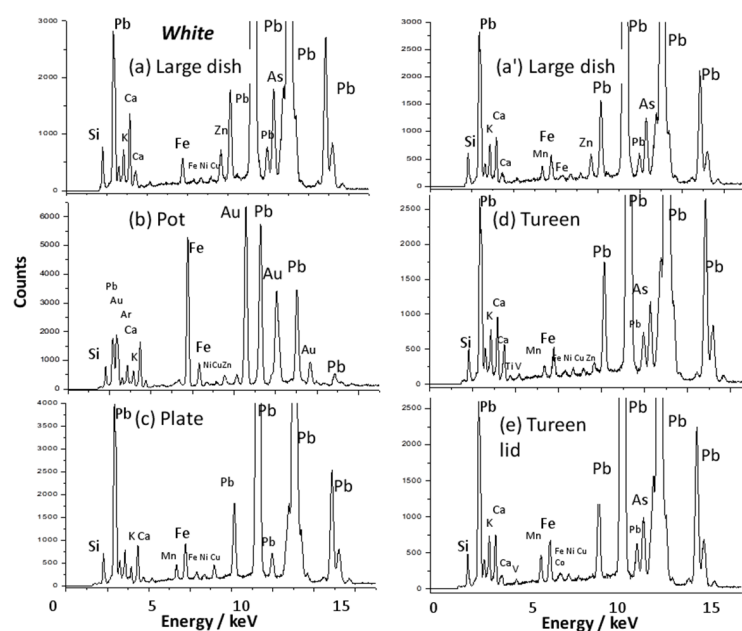 White
(a) Large dish
3000
2000
1000
0
Pb
Si
K
Ca
Ca
Fe
Fe Ni Cu
Zn
Pb
Pb
Pb
As
Pb
Pb
(a') Large dish
3000
2000
1000
0
Pb
Si
K
Ca
Ca
Mn
Fe
Fe
Zn
Pb
Pb
Pb
As
Pb
Pb
(b) Pot
6000
5000
4000
3000
2000
1000
0
Si
Pb
Au
Ar
Ca
K
Fe
Fe
Ni Cu Zn
Au
Pb
Au
Pb
Au
Pb
(d) Tureen
2500
2000
1500
1000
500
0
Pb
Si
K
Ca
Ca
Ti V
Mn
Fe
Fe Ni Cu Zn
Pb
Pb
Pb
As
Pb
Pb
(c) Plate
4000
3500
3000
2500
2000
1500
1000
500
0
Pb
Si
K Ca
Mn
Fe
Fe Ni Cu
Pb
Pb
Pb
Pb
Pb
(e) Tureen
lid
2500
2000
1500
1000
500
0
Pb
Si
K
Ca
Ca
V
Mn
Fe
Fe Ni Cu
Co
Pb
Pb
Pb
As
Pb
Pb
Counts
0 5 10 15
Energy / keV
0 5 10 15
Energy / keV